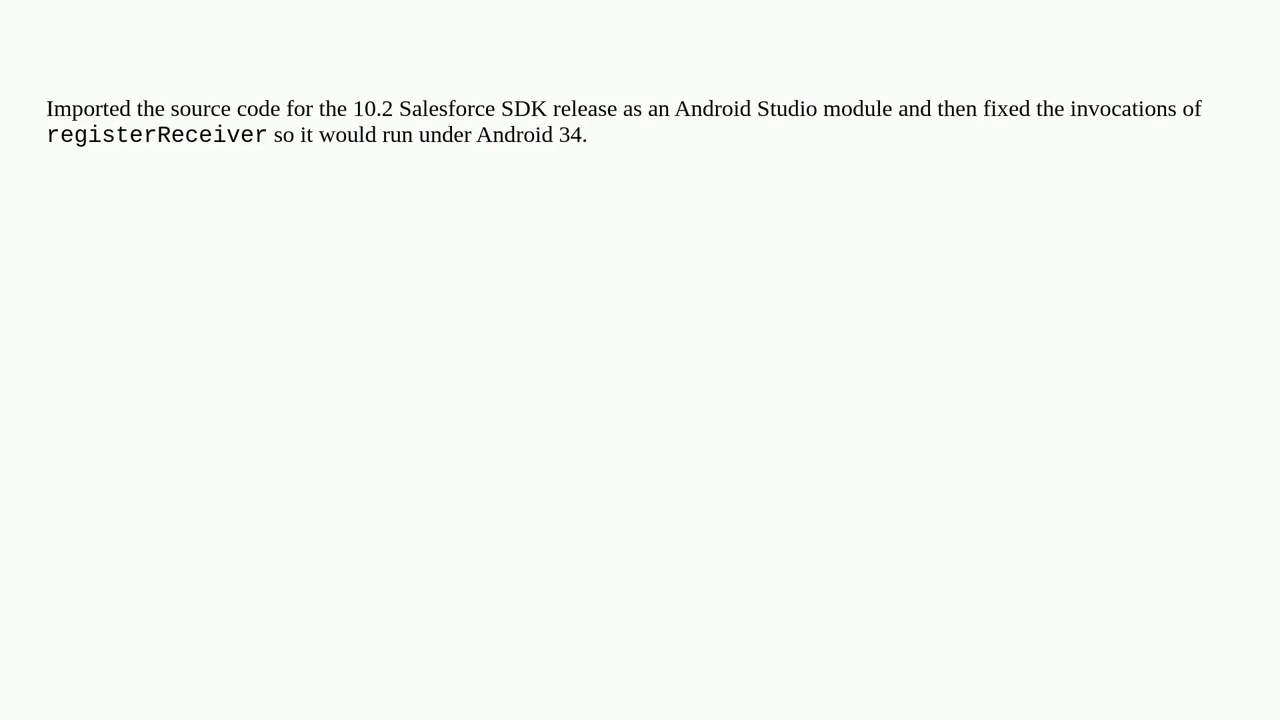 Imported the source code for the 10.2 Salesforce SDK release as an Android Studio module and then fixed the invocations of
registerReceiver so it would run under Android 34.